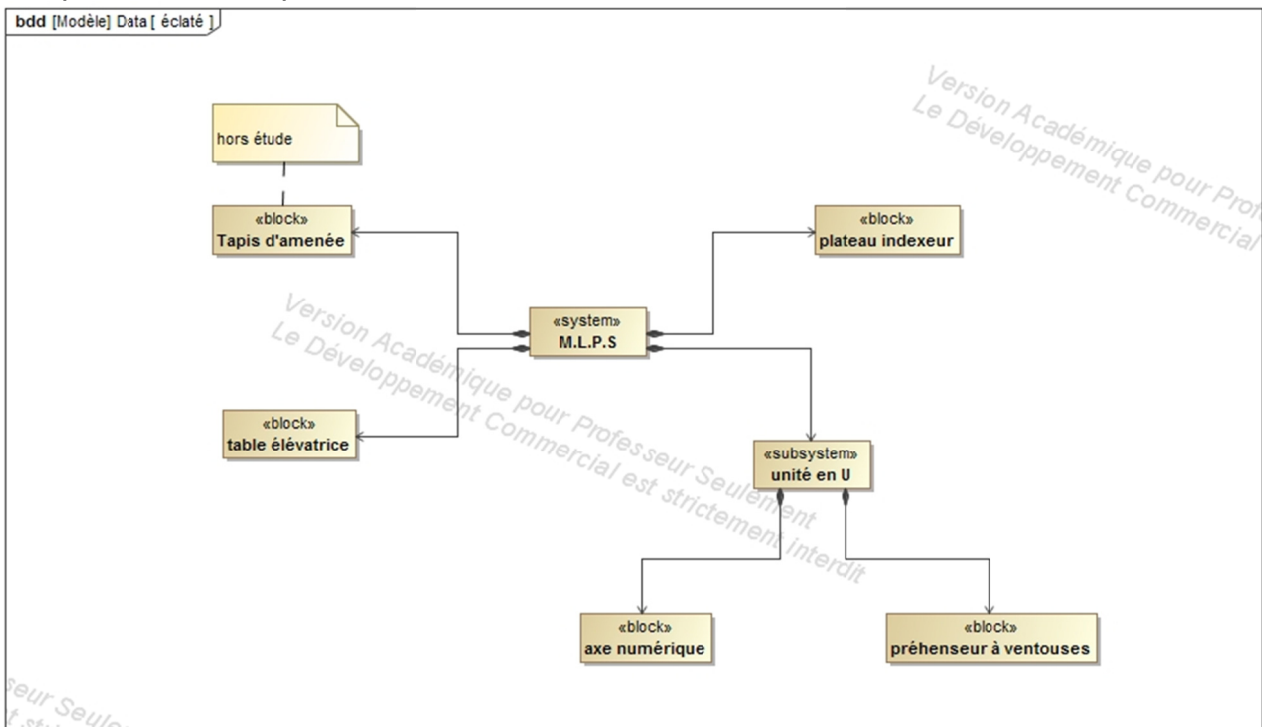 bdd [Modèle] Data [ éclaté ]
Version Académique pour Prof
Le Développement Commercial
hors étude
«block»
Tapis d'amenée
«block»
plateau indexeur
«system»
M.L.P.S
Version Académique pour Professeur Seulement
Le Développement Commercial est strictement interdit
«block»
table élévatrice
«subsystem»
unité en U
«block»
axe numérique
«block»
préhenseur à ventouses